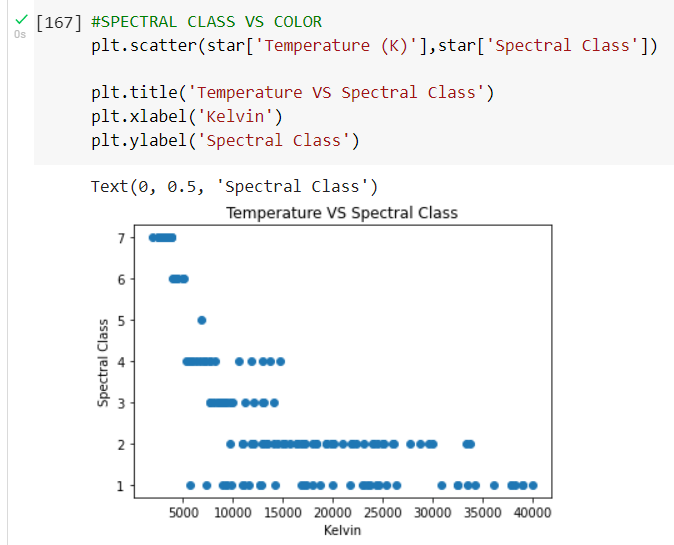 [167] #SPECTRAL CLASS VS COLOR
plt.scatter(star['Temperature (K)'],star['Spectral Class'])
plt.title('Temperature VS Spectral Class')
plt.xlabel('Kelvin')
plt.ylabel('Spectral Class')
0s
Text(0, 0.5, 'Spectral Class')
Temperature VS Spectral Class
7
6
5
4
3
2
1
Spectral Class
5000 10000 15000 20000 25000 30000 35000 40000
Kelvin